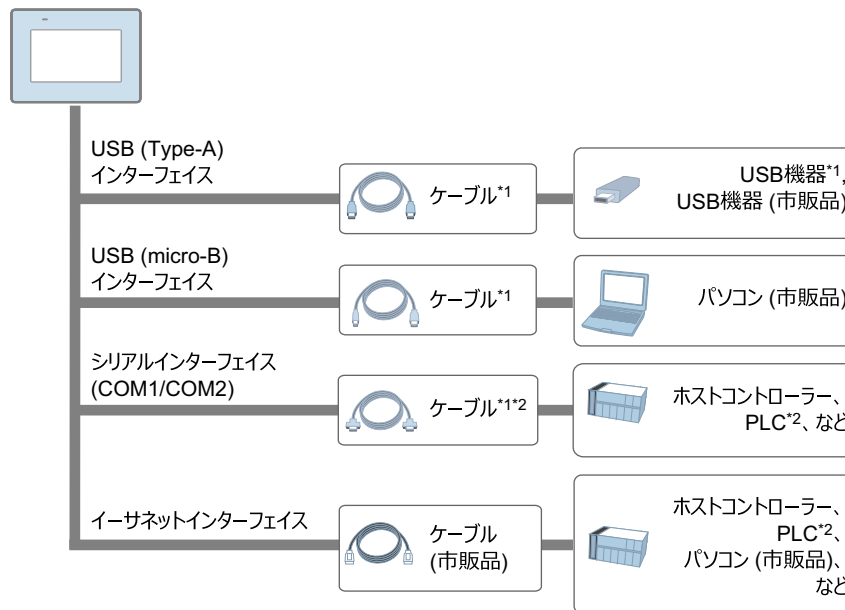 USB (Type-A)
インターフェイス
ケーブル*1
USB機器*1,
USB機器 (市販品)
USB (micro-B)
インターフェイス
ケーブル*1
パソコン (市販品)
シリアルインターフェイス
(COM1/COM2)
ケーブル*1*2
ホストコントローラー、
PLC*2、など
イーサネットインターフェイス
ケーブル
(市販品)
ホストコントローラー、
PLC*2、
パソコン (市販品)、
など